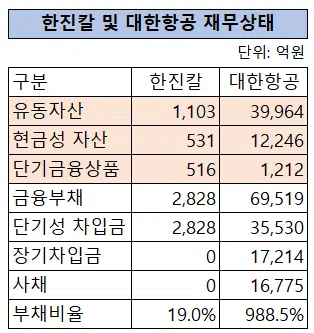 한진칼 및 대한항공 재무상태
단위: 억원
구분 한진칼 대한항공
유동자산 1,103 39,964
현금성 자산 531 12,246
단기금융상품 516 1,212
금융부채 2,828 69,519
단기성 차입금 2,828 35,530
장기차입금 0 17,214
사채 0 16,775
부채비율 19.0% 988.5%